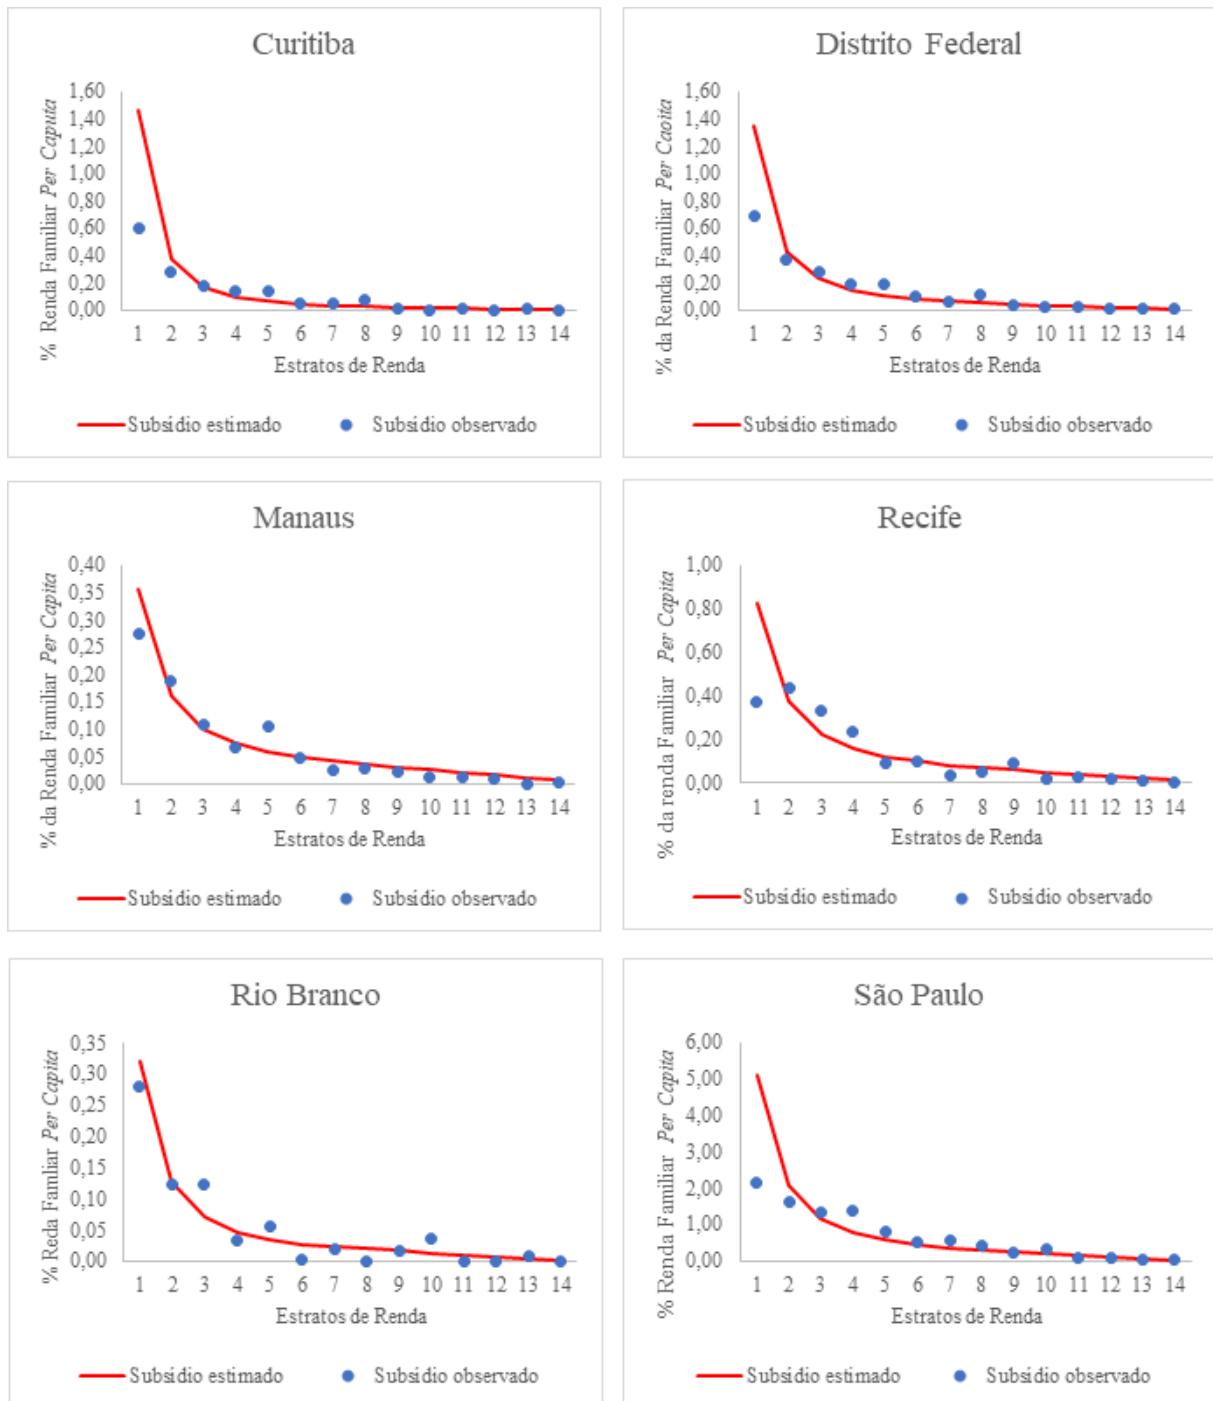 Curitiba
% Renda Familiar Per Caputa
1,60
1,40
1,20
1,00
0,80
0,60
0,40
0,20
0,00
1 2 3 4 5 6 7 8 9 10 11 12 13 14
Estratos de Renda
Subsídio estimado Subsídio observado
Distrito Federal
% da Renda Familiar Per Caoita
1,60
1,40
1,20
1,00
0,80
0,60
0,40
0,20
0,00
1 2 3 4 5 6 7 8 9 10 11 12 13 14
Estratos de Renda
Subsídio estimado Subsídio observado
Manaus
% da Renda Familiar Per Capita
0,40
0,35
0,30
0,25
0,20
0,15
0,10
0,05
0,00
1 2 3 4 5 6 7 8 9 10 11 12 13 14
Estratos de Renda
Subsídio estimado Subsídio observado
Recife
% da renda Familiar Per Capita
1,00
0,80
0,60
0,40
0,20
0,00
1 2 3 4 5 6 7 8 9 10 11 12 13 14
Estratos de Renda
Subsídio estimado Subsídio observado
Rio Branco
% Reda Familiar Per Capita
0,35
0,30
0,25
0,20
0,15
0,10
0,05
0,00
1 2 3 4 5 6 7 8 9 10 11 12 13 14
Estratos de Renda
Subsídio estimado Subsídio observado
São Paulo
% Renda Familiar Per Capita
6,00
5,00
4,00
3,00
2,00
1,00
0,00
1 2 3 4 5 6 7 8 9 10 11 12 13 14
Estratos de Renda
Subsídio estimado Subsídio observado